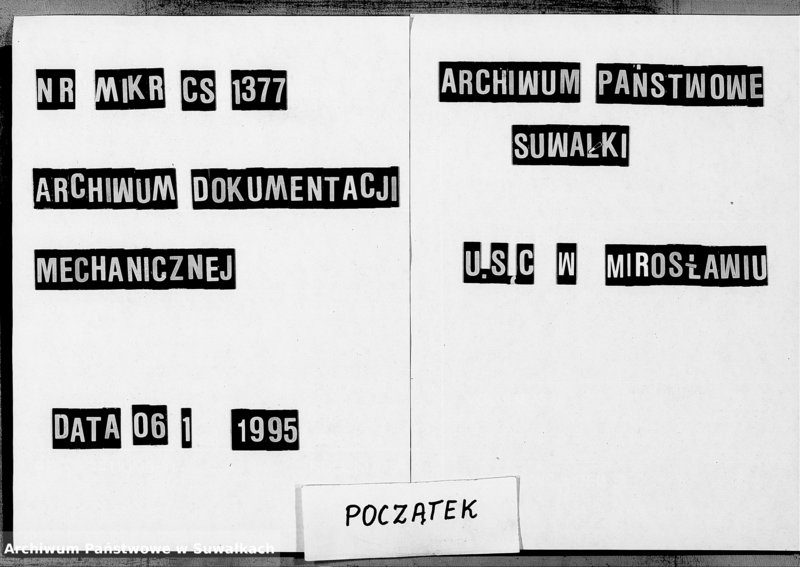 NR MIKR CS 1377
ARCHIWUM DOKUMENTACJI
MECHANICZNEJ
DATA 06 1 1995
ARCHIWUM PAŃSTWOWE
SUWAŁKI
U.S.C W MIROSŁAWIU
POCZĄTEK
Archiwum Państwowe w Suwałkach